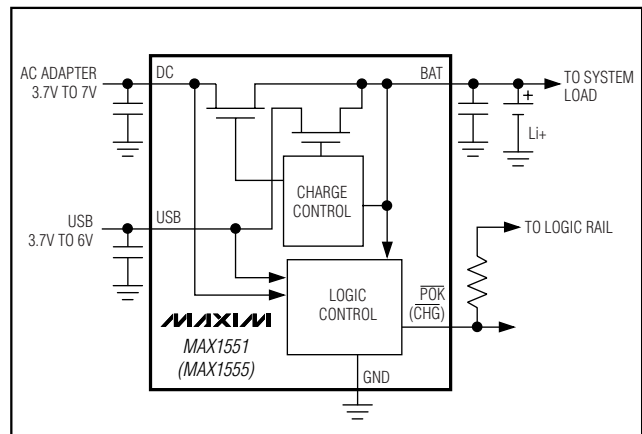 AC ADAPTER
3.7V TO 7V
DC
BAT
TO SYSTEM
LOAD
+
Li+
CHARGE
CONTROL
USB
3.7V TO 6V
USB
TO LOGIC RAIL
LOGIC
CONTROL
POK
(CHG)
MAXIM
MAX1551
(MAX1555)
GND